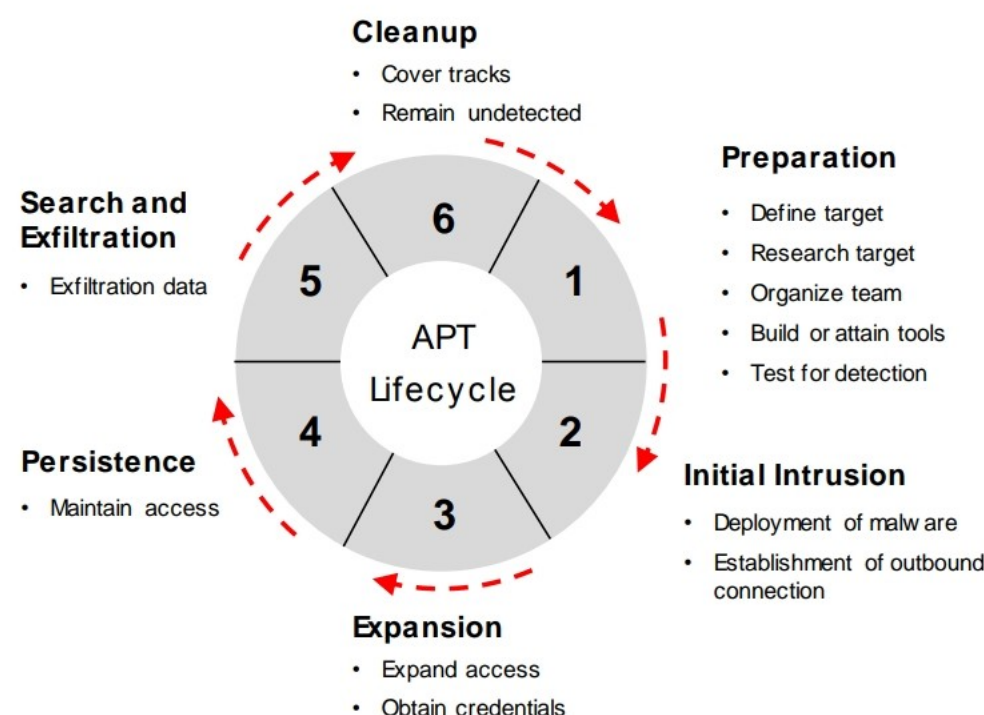 Cleanup
• Cover tracks
• Remain undetected
Preparation
• Define target
• Research target
• Organize team
• Build or attain tools
• Test for detection
Search and
Exfiltration
• Exfiltration data
6
5
1
APT
Lifecycle
4
2
3
Persistence
• Maintain access
Initial Intrusion
• Deployment of malware
• Establishment of outbound
connection
Expansion
• Expand access
• Obtain credentials